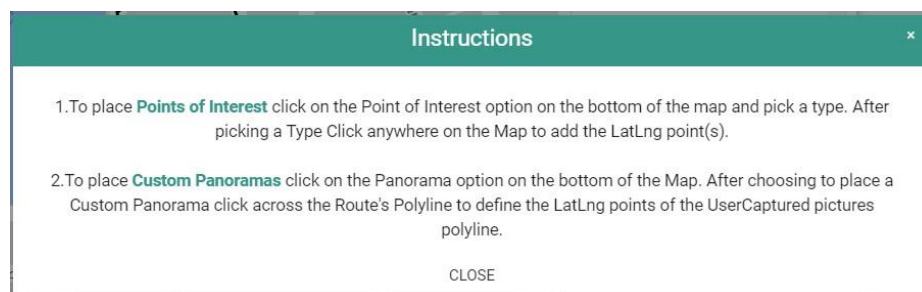 Instructions
×
1.To place Points of Interest click on the Point of Interest option on the bottom of the map and pick a type. After
picking a Type Click anywhere on the Map to add the LatLng point(s).
2.To place Custom Panoramas click on the Panorama option on the bottom of the Map. After choosing to place a
Custom Panorama click across the Route's Polyline to define the LatLng points of the UserCaptured pictures
polyline.
CLOSE